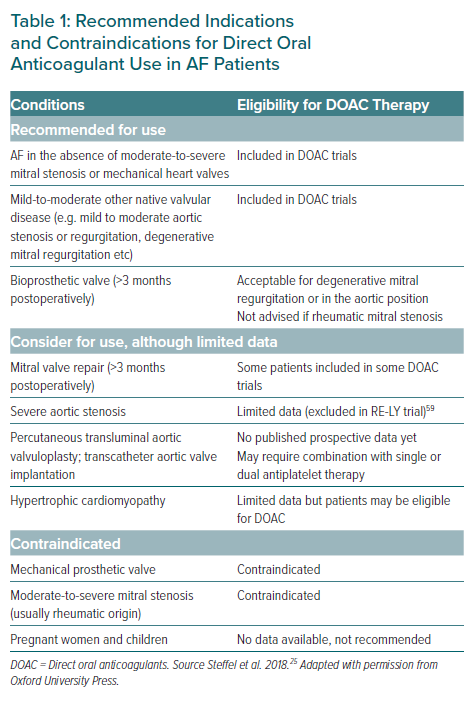 Table 1: Recommended Indications
and Contraindications for Direct Oral
Anticoagulant Use in AF Patients
Conditions Eligibility for DOAC Therapy
Recommended for use
AF in the absence of moderate-to-severe Included in DOAC trials
mitral stenosis or mechanical heart valves
Mild-to-moderate other native valvular Included in DOAC trials
disease (e.g. mild to moderate aortic
stenosis or regurgitation, degenerative
mitral regurgitation etc)
Bioprosthetic valve (>3 months Acceptable for degenerative mitral
postoperatively) regurgitation or in the aortic position
Not advised if rheumatic mitral stenosis
Consider for use, although limited data
Mitral valve repair (>3 months Some patients included in some DOAC
postoperatively) trials
Severe aortic stenosis Limited data (excluded in RE-LY trial)59
Percutaneous transluminal aortic No published prospective data yet
valvuloplasty; transcatheter aortic valve May require combination with single or
implantation dual antiplatelet therapy
Hypertrophic cardiomyopathy Limited data but patients may be eligible
for DOAC
Contraindicated
Mechanical prosthetic valve Contraindicated
Moderate-to-severe mitral stenosis Contraindicated
(usually rheumatic origin)
Pregnant women and children No data available, not recommended
DOAC = Direct oral anticoagulants. Source Steffel et al. 2018.25 Adapted with permission from
Oxford University Press.